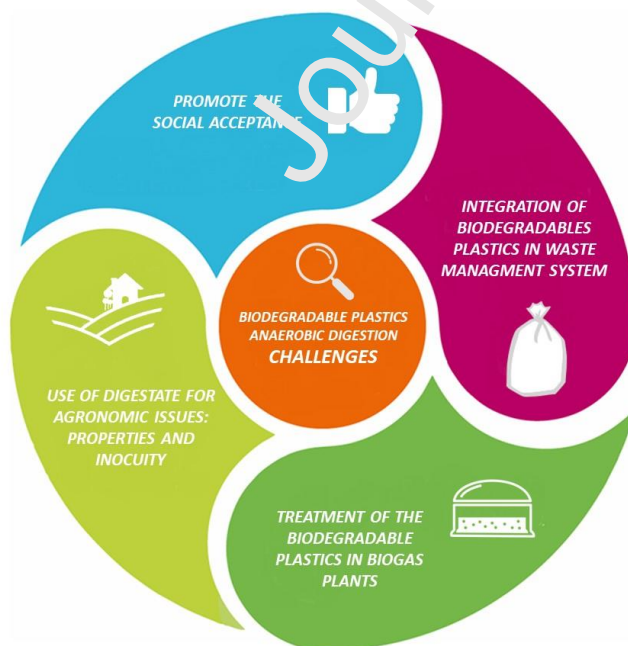 Jour
PROMOTE THE
SOCIAL ACCEPTANCE
INTEGRATION OF
BIODEGRADABLES
PLASTICS IN WASTE
MANAGMENT SYSTEM
BIODEGRADABLE PLASTICS
ANAEROBIC DIGESTION
CHALLENGES
USE OF DIGESTATE FOR
AGRONOMIC ISSUES:
PROPERTIES AND
INOCUITY
TREATMENT OF THE
BIODEGRADABLE
PLASTICS IN BIOGAS
PLANTS